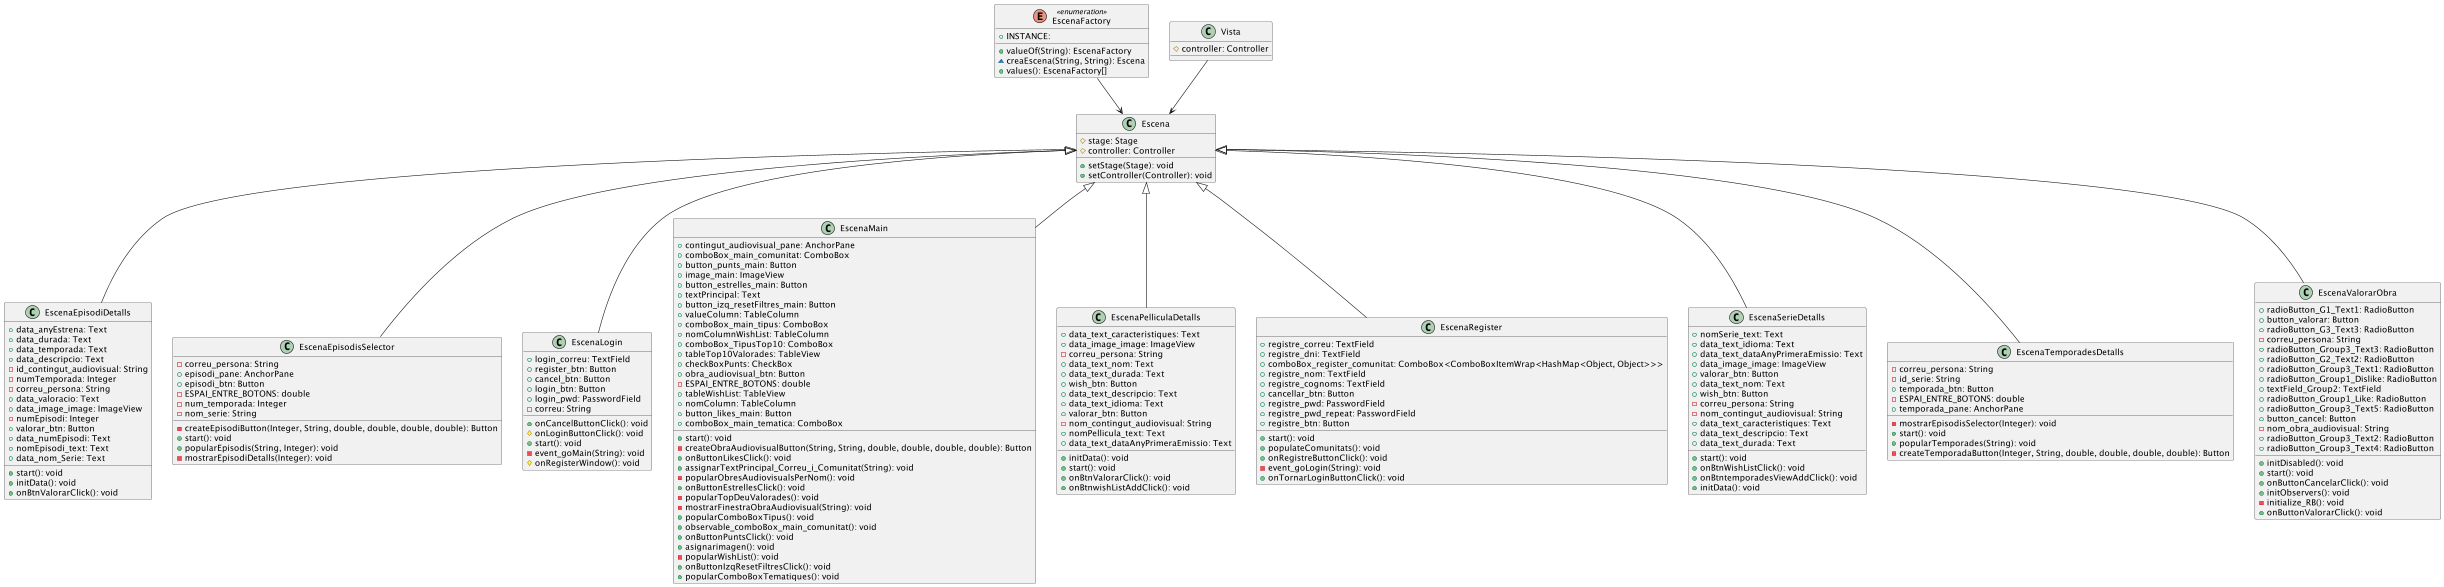 «enumeration»
E EscenaFactory
INSTANCE:
valueOf(String): EscenaFactory
creaEscena(String, String): Escena
values(): EscenaFactory[]
C Vista
controller: Controller
C Escena
stage: Stage
controller: Controller
setStage(Stage): void
setController(Controller): void
C EscenaEpisodiDetalls
data_anyEstrena: Text
data_durada: Text
data_temporada: Text
data_descripcio: Text
id_contingut_audiovisual: String
numTemporada: Integer
correu_persona: String
data_valoracio: Text
data_image_image: ImageView
numEpisodi: Integer
valorar_btn: Button
data_numEpisodi: Text
nomEpisodi_text: Text
data_nom_Serie: Text
start(): void
initData(): void
onBtnValorarClick(): void
C EscenaEpisodisSelector
correu_persona: String
episodi_pane: AnchorPane
episodi_btn: Button
ESPAI_ENTRE_BOTONS: double
num_temporada: Integer
nom_serie: String
createEpisodiButton(Integer, String, double, double, double, double): Button
start(): void
popularEpisodis(String, Integer): void
mostrarEpisodiDetalls(Integer): void
C EscenaLogin
login_correu: TextField
register_btn: Button
cancel_btn: Button
login_btn: Button
login_pwd: PasswordField
correu: String
onCancelButtonClick(): void
onLoginButtonClick(): void
start(): void
event_goMain(String): void
onRegisterWindow(): void
C EscenaMain
contingut_audiovisual_pane: AnchorPane
comboBox_main_comunitat: ComboBox
button_punts_main: Button
image_main: ImageView
button_estrelles_main: Button
textPrincipal: Text
button_izq_resetFiltres_main: Button
valueColumn: TableColumn
comboBox_main_tipus: ComboBox
nomColumnWishList: TableColumn
comboBox_TipusTop10: ComboBox
tableTop10Valorades: TableView
checkBoxPunts: CheckBox
obra_audiovisual_btn: Button
ESPAI_ENTRE_BOTONS: double
tableWishList: TableView
nomColumn: TableColumn
button_likes_main: Button
comboBox_main_tematica: ComboBox
start(): void
createObraAudiovisualButton(String, String, double, double, double, double): Button
onButtonLikesClick(): void
assignarTextPrincipal_Correu_i_Comunitat(String): void
popularObresAudiovisualsPerNom(): void
onButtonEstrellesClick(): void
popularTopDeuValorades(): void
mostrarFinestraObraAudiovisual(String): void
popularComboBoxTipus(): void
observable_comboBox_main_comunitat(): void
onButtonPuntsClick(): void
asignarimagen(): void
popularWishList(): void
onButtonIzqResetFiltresClick(): void
popularComboBoxTematiques(): void
C EscenaPelliculaDetalls
data_text_caracteristiques: Text
data_image_image: ImageView
correu_persona: String
data_text_nom: Text
data_text_durada: Text
wish_btn: Button
data_text_descripcio: Text
data_text_idioma: Text
valorar_btn: Button
nom_contingut_audiovisual: String
nomPellicula_text: Text
data_text_dataAnyPrimeraEmissio: Text
initData(): void
start(): void
onBtnValorarClick(): void
onBtnwishListAddClick(): void
C EscenaRegister
registre_correu: TextField
registre_dni: TextField
comboBox_register_comunitat: ComboBox<ComboBoxItemWrap<HashMap<Object, Object>>>
registre_nom: TextField
registre_cognoms: TextField
cancellar_btn: Button
registre_pwd: PasswordField
registre_pwd_repeat: PasswordField
registre_btn: Button
start(): void
populateComunitats(): void
onRegistreButtonClick(): void
event_goLogin(String): void
onTornarLoginButtonClick(): void
C EscenaSerieDetalls
nomSerie_text: Text
data_text_idioma: Text
data_text_dataAnyPrimeraEmissio: Text
data_image_image: ImageView
valorar_btn: Button
data_text_nom: Text
wish_btn: Button
correu_persona: String
nom_contingut_audiovisual: String
data_text_caracteristiques: Text
data_text_descripcio: Text
data_text_durada: Text
start(): void
onBtnWishListClick(): void
onBtntemporadesViewAddClick(): void
initData(): void
C EscenaTemporadesDetalls
correu_persona: String
id_serie: String
temporada_btn: Button
ESPAI_ENTRE_BOTONS: double
temporada_pane: AnchorPane
mostrarEpisodisSelector(Integer): void
start(): void
popularTemporades(String): void
createTemporadaButton(Integer, String, double, double, double, double): Button
C EscenaValorarObra
radioButton_G1_Text1: RadioButton
button_valorar: Button
radioButton_G3_Text3: RadioButton
correu_persona: String
radioButton_Group3_Text3: RadioButton
radioButton_G2_Text2: RadioButton
radioButton_Group3_Text1: RadioButton
radioButton_Group1_Dislike: RadioButton
textField_Group2: TextField
radioButton_Group1_Like: RadioButton
radioButton_Group3_Text5: RadioButton
button_cancel: Button
nom_obra_audiovisual: String
radioButton_Group3_Text2: RadioButton
radioButton_Group3_Text4: RadioButton
initDisabled(): void
start(): void
onButtonCancelarClick(): void
initObservers(): void
initialize_RB(): void
onButtonValorarClick(): void